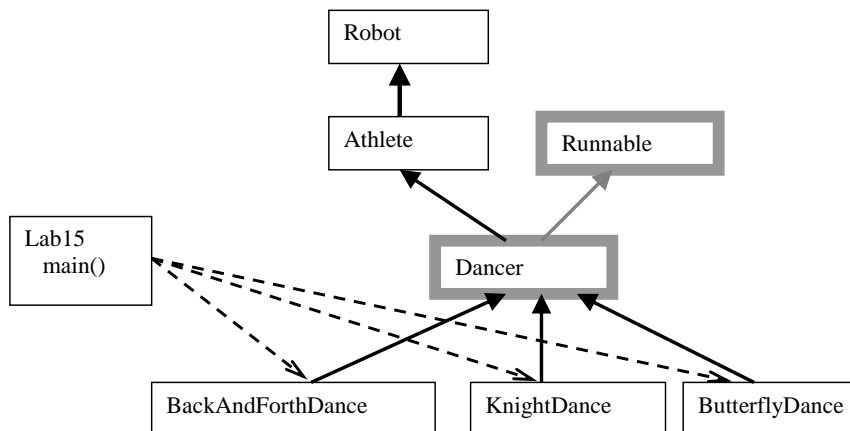 Robot
Athlete
Runnable
Lab15
main()
Dancer
BackAndForthDance
KnightDance
ButterflyDance